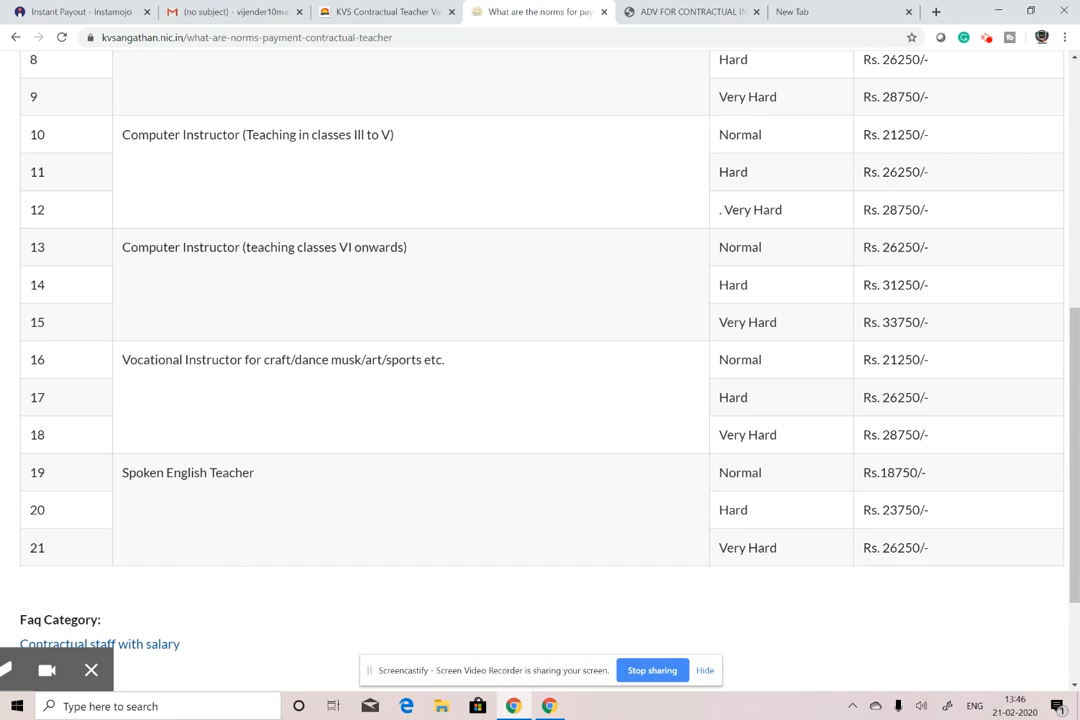 Instant Payout - Instamojo
(no subject) - vijender10ma
KVS Contractual Teacher Va
What are the norms for pay
ADV FOR CONTRACTUAL IN
New Tab
kvsangathan.nic.in/what-are-norms-payment-contractual-teacher
8 Hard Rs. 26250/-
9 Very Hard Rs. 28750/-
10 Computer Instructor (Teaching in classes III to V) Normal Rs. 21250/-
11 Hard Rs. 26250/-
12 . Very Hard Rs. 28750/-
13 Computer Instructor (teaching classes VI onwards) Normal Rs. 26250/-
14 Hard Rs. 31250/-
15 Very Hard Rs. 33750/-
16 Vocational Instructor for craft/dance musk/art/sports etc. Normal Rs. 21250/-
17 Hard Rs. 26250/-
18 Very Hard Rs. 28750/-
19 Spoken English Teacher Normal Rs.18750/-
20 Hard Rs. 23750/-
21 Very Hard Rs. 26250/-
Faq Category:
Contractual staff with salary
Screencastify - Screen Video Recorder is sharing your screen. Stop sharing Hide
Type here to search
ENG
13:46
21-02-2020
1